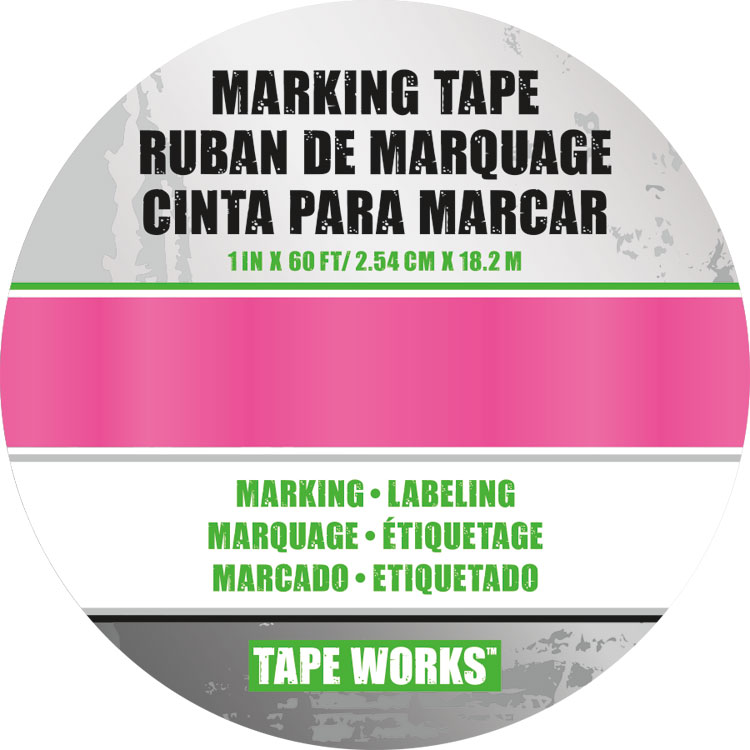 MARKING TAPE
RUBAN DE MARQUAGE
CINTA PARA MARCAR
1 IN X 60 FT/ 2.54 CM X 18.2 M
MARKING • LABELING
MARQUAGE • ÉTIQUETAGE
MARCADO • ETIQUETADO
TAPE WORKS™